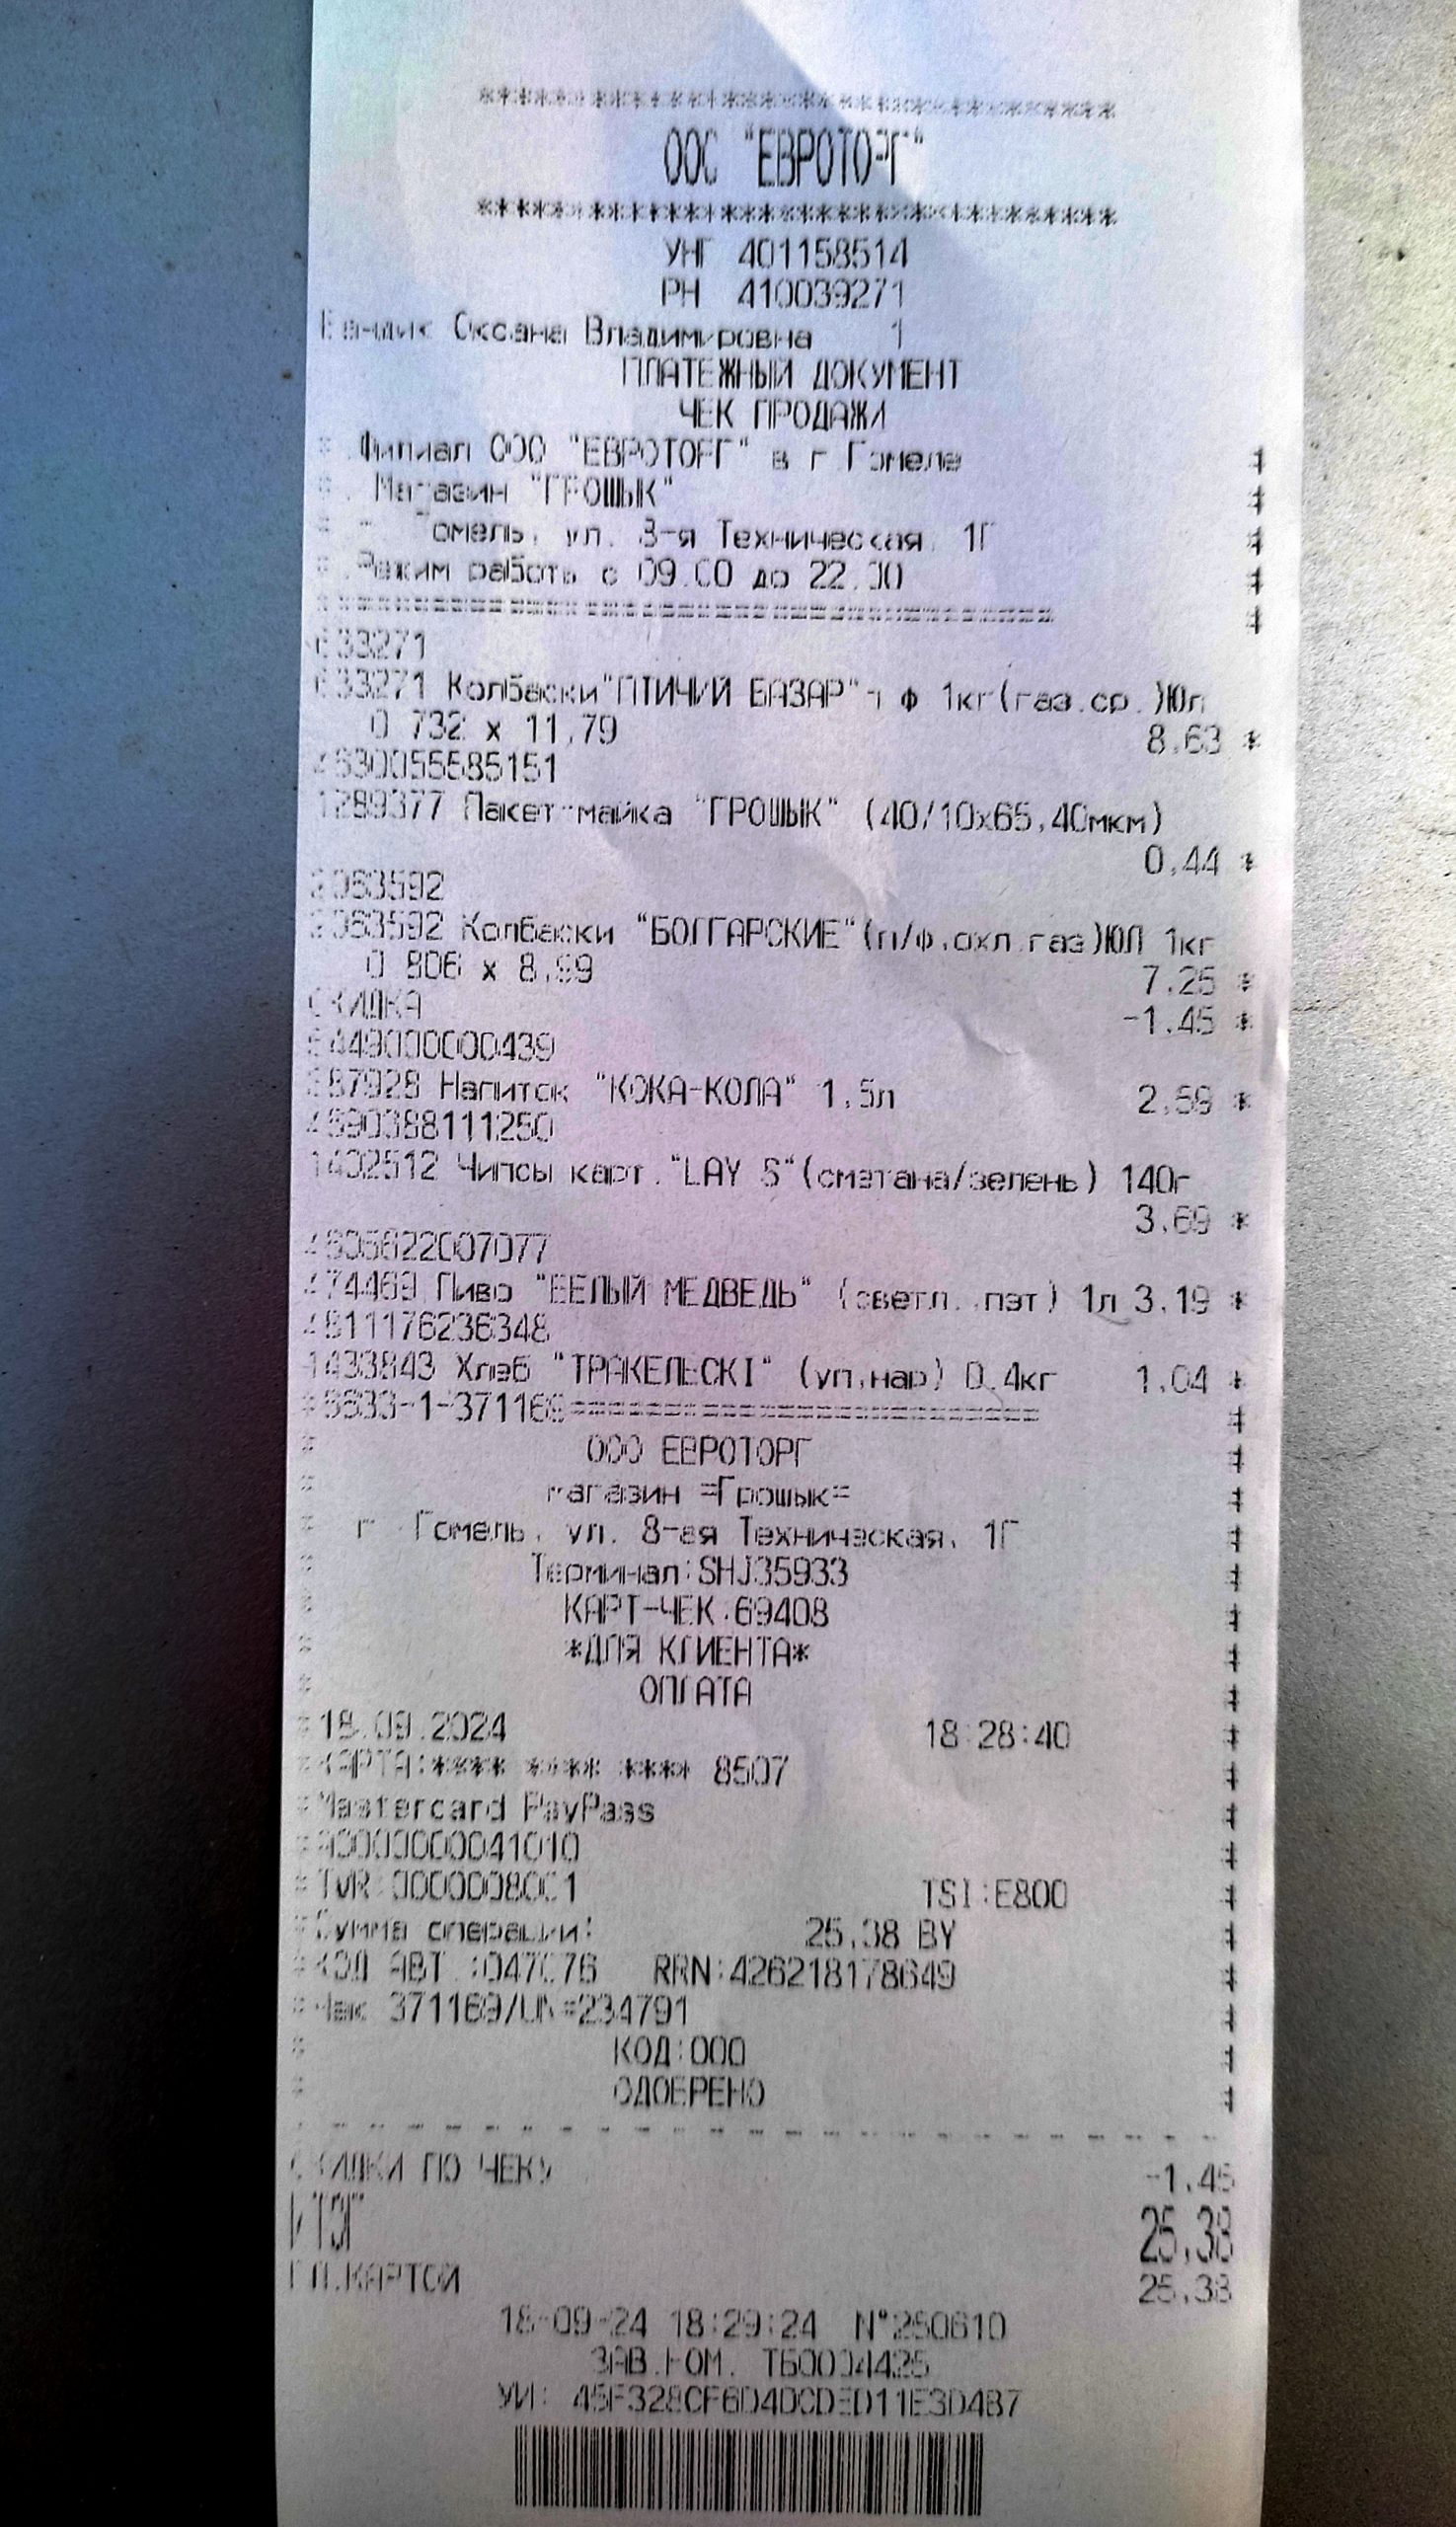 ************************************
ООО "ЕВРОТОРГ"
************************************
УНП 401158514
РН 410039271
Оксана Владимировна 1
ПЛАТЕЖНЫЙ ДОКУМЕНТ
ЧЕК ПРОДАЖИ
# .Филиал ООО "ЕВРОТОРГ" в г Гомеле #
# . Магазин "ГРОШЫК" #
# г. Гомель, ул. 8-я Техническая, 1Г #
# .Режим работы с 09.00 до 22.00 #
#========================================#
633271
633271 Колбаски"ПТИЧИЙ БАЗАР"п ф 1кг(газ.ср.)Юл
0.732 x 11,79 8,63 *
4630055585151
1289377 Пакет-майка "ГРОШЫК" (40/10х65,40мкм)
0,44 *
2063592
2063592 Колбаски "БОЛГАРСКИЕ"(п/ф,охл.газ)ЮЛ 1кг
0.806 x 8,99 7,25 *
СКИДКА -1,45 *
5449000000439
387928 Напиток "КОКА-КОЛА" 1,5л 2,59 *
4690388111250
1402512 Чипсы карт."LAY S"(сметана/зелень) 140г
3,69 *
022007077
474469 Пиво "БЕЛЫЙ МЕДВЕДЬ" (светл.,пэт) 1л 3,19 *
4811176236348
1433843 Хлеб (уп,нар) 0,4кг 1,04 *
#5533-1-371169==========================#
# ООО ЕВРОТОРГ #
# магазин =Грошык= #
# г. Гомель, ул. 8-ая Техническая, 1Г #
# Терминал:SHJ35933 #
# КАРТ-ЧЕК:69408 #
# *ДЛЯ КЛИЕНТА* #
# ОПЛАТА #
#18.09.2024 18:28:40 #
#КАРТА:**** **** **** 8507 #
#Mastercard PayPass #
#A0000000041010 #
#TVR:0000008001 TSI:E800 #
#Сумма операции: 25,38 BY #
#КОД АВТ.:047076 RRN:426218178649 #
#Чек 371169/UN=234791 #
# КОД:000 #
# ОДОБРЕНО #
- - - - - - - - - - - - - - - - - - - -
СКИДКИ ПО ЧЕКУ -1,45
ИТОГ 25,38
ПЛ.КАРТОЙ 25,38
18-09-24 18:29:24 N°250610
ЗАВ.НОМ. ТБ0004425
УИ: 45F328CF6D4DCDED11E3D4B7